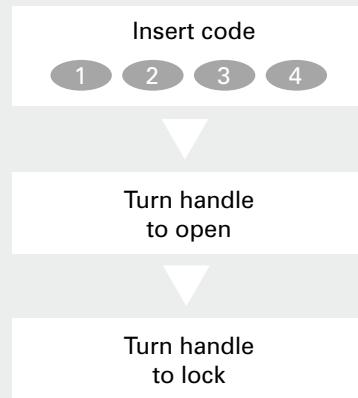 Insert code
1 2 3 4
Turn handle
to open
Turn handle
to lock